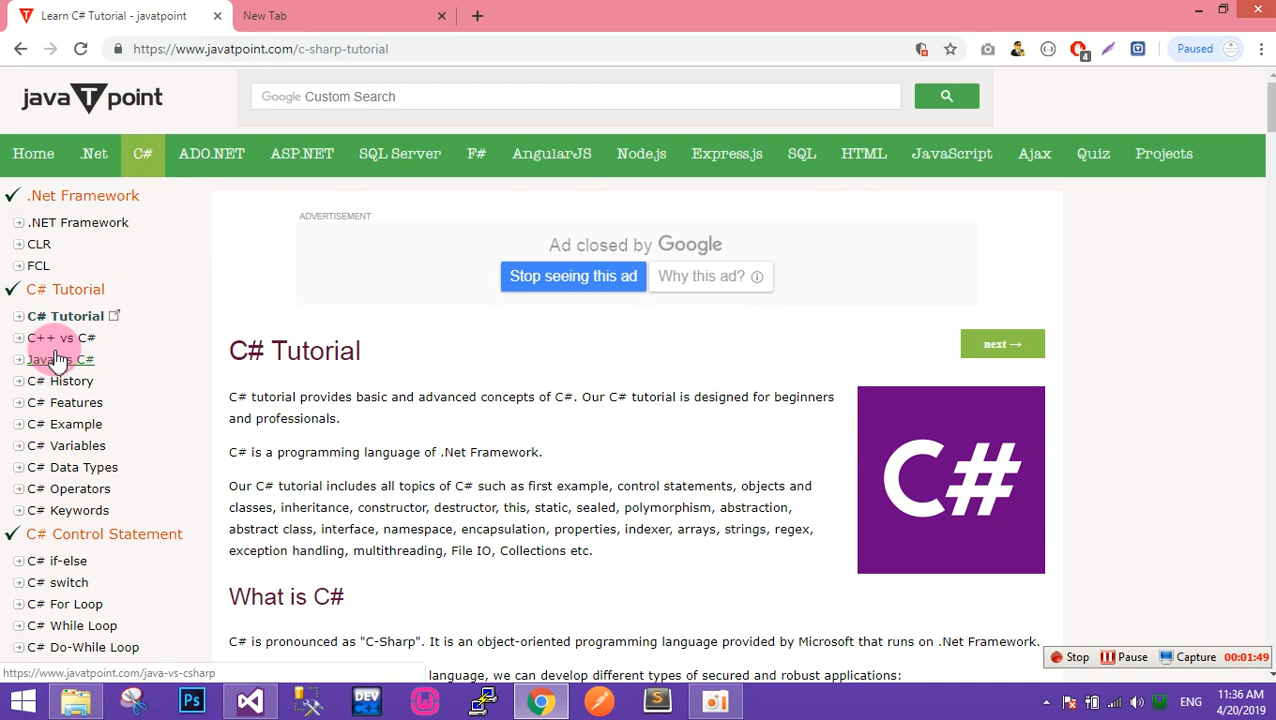 Learn C# Tutorial - javatpoint
New Tab
https://www.javatpoint.com/c-sharp-tutorial
4
Paused
java T point
Google Custom Search
Home .Net C# ADO.NET ASP.NET SQL Server F# AngularJS Node.js Express.js SQL HTML JavaScript Ajax Quiz Projects
.Net Framework
.NET Framework
CLR
FCL
C# Tutorial
C# Tutorial
C++ vs C#
Java vs C#
C# History
C# Features
C# Example
C# Variables
C# Data Types
C# Operators
C# Keywords
C# Control Statement
C# if-else
C# switch
C# For Loop
C# While Loop
C# Do-While Loop
ADVERTISEMENT
Ad closed by Google
Stop seeing this ad
Why this ad?
C# Tutorial
next →
C# tutorial provides basic and advanced concepts of C#. Our C# tutorial is designed for beginners
and professionals.
C# is a programming language of .Net Framework.
Our C# tutorial includes all topics of C# such as first example, control statements, objects and
classes, inheritance, constructor, destructor, this, static, sealed, polymorphism, abstraction,
abstract class, interface, namespace, encapsulation, properties, indexer, arrays, strings, regex,
exception handling, multithreading, File IO, Collections etc.
C#
What is C#
C# is pronounced as "C-Sharp". It is an object-oriented programming language provided by Microsoft that runs on .Net Framework.
language, we can develop different types of secured and robust applications:
https://www.javatpoint.com/java-vs-csharp
Stop Pause Capture 00:01:49
Ps
DEV
C++
S
ENG
11:36 AM
4/20/2019